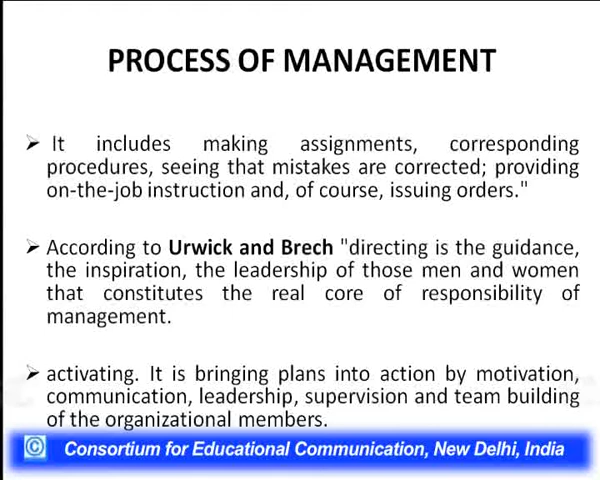 PROCESS OF MANAGEMENT
➢ It includes making assignments, corresponding
procedures, seeing that mistakes are corrected; providing
on-the-job instruction and, of course, issuing orders."
➢ According to Urwick and Brech "directing is the guidance,
the inspiration, the leadership of those men and women
that constitutes the real core of responsibility of
management.
➢ activating. It is bringing plans into action by motivation,
communication, leadership, supervision and team building
of the organizational members.
© Consortium for Educational Communication, New Delhi, India